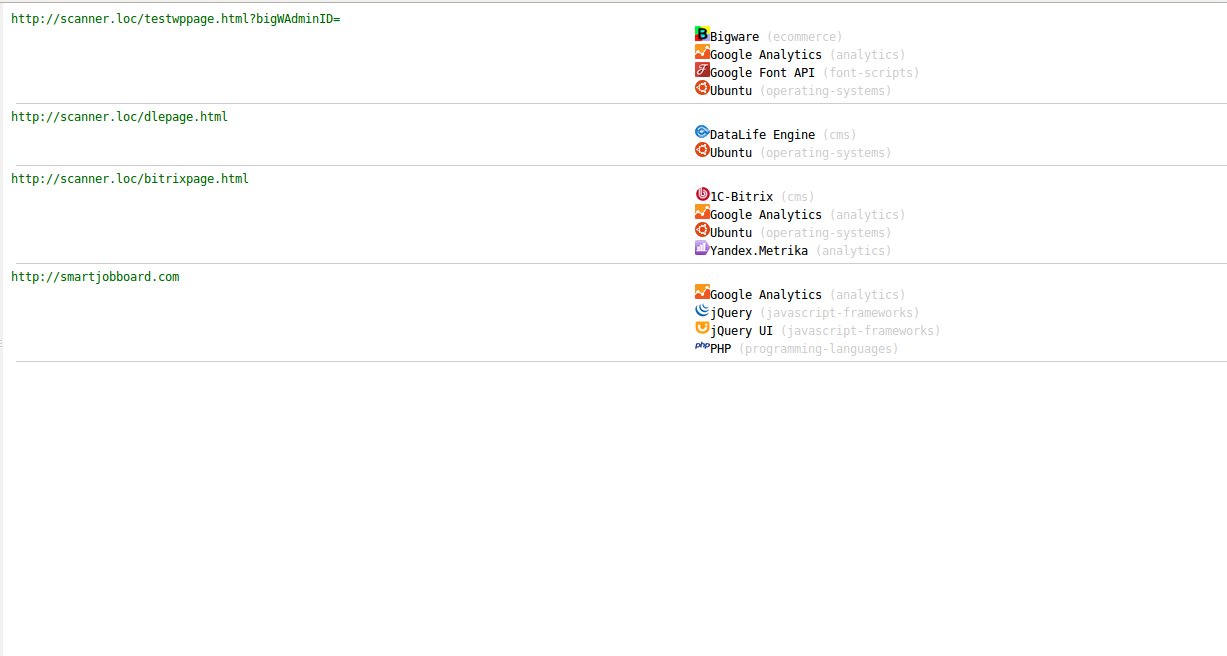 http://scanner.loc/testwppage.html?bigWAdminID=
Bigware (ecommerce)
Google Analytics (analytics)
Google Font API (font-scripts)
Ubuntu (operating-systems)
http://scanner.loc/dlepage.html
DataLife Engine (cms)
Ubuntu (operating-systems)
http://scanner.loc/bitrixpage.html
1C-Bitrix (cms)
Google Analytics (analytics)
Ubuntu (operating-systems)
Yandex.Metrika (analytics)
http://smartjobboard.com
Google Analytics (analytics)
jQuery (javascript-frameworks)
jQuery UI (javascript-frameworks)
php PHP (programming-languages)